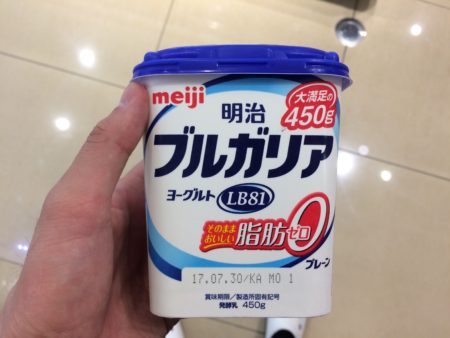 meiji
大満足の
450g
明治
ブルガリア
ヨーグルト LB81
そのまま
おいしい 脂肪ゼロ 0
プレーン
17.07.30/KA MO 1
賞味期限/製造所固有記号
発酵乳 450g